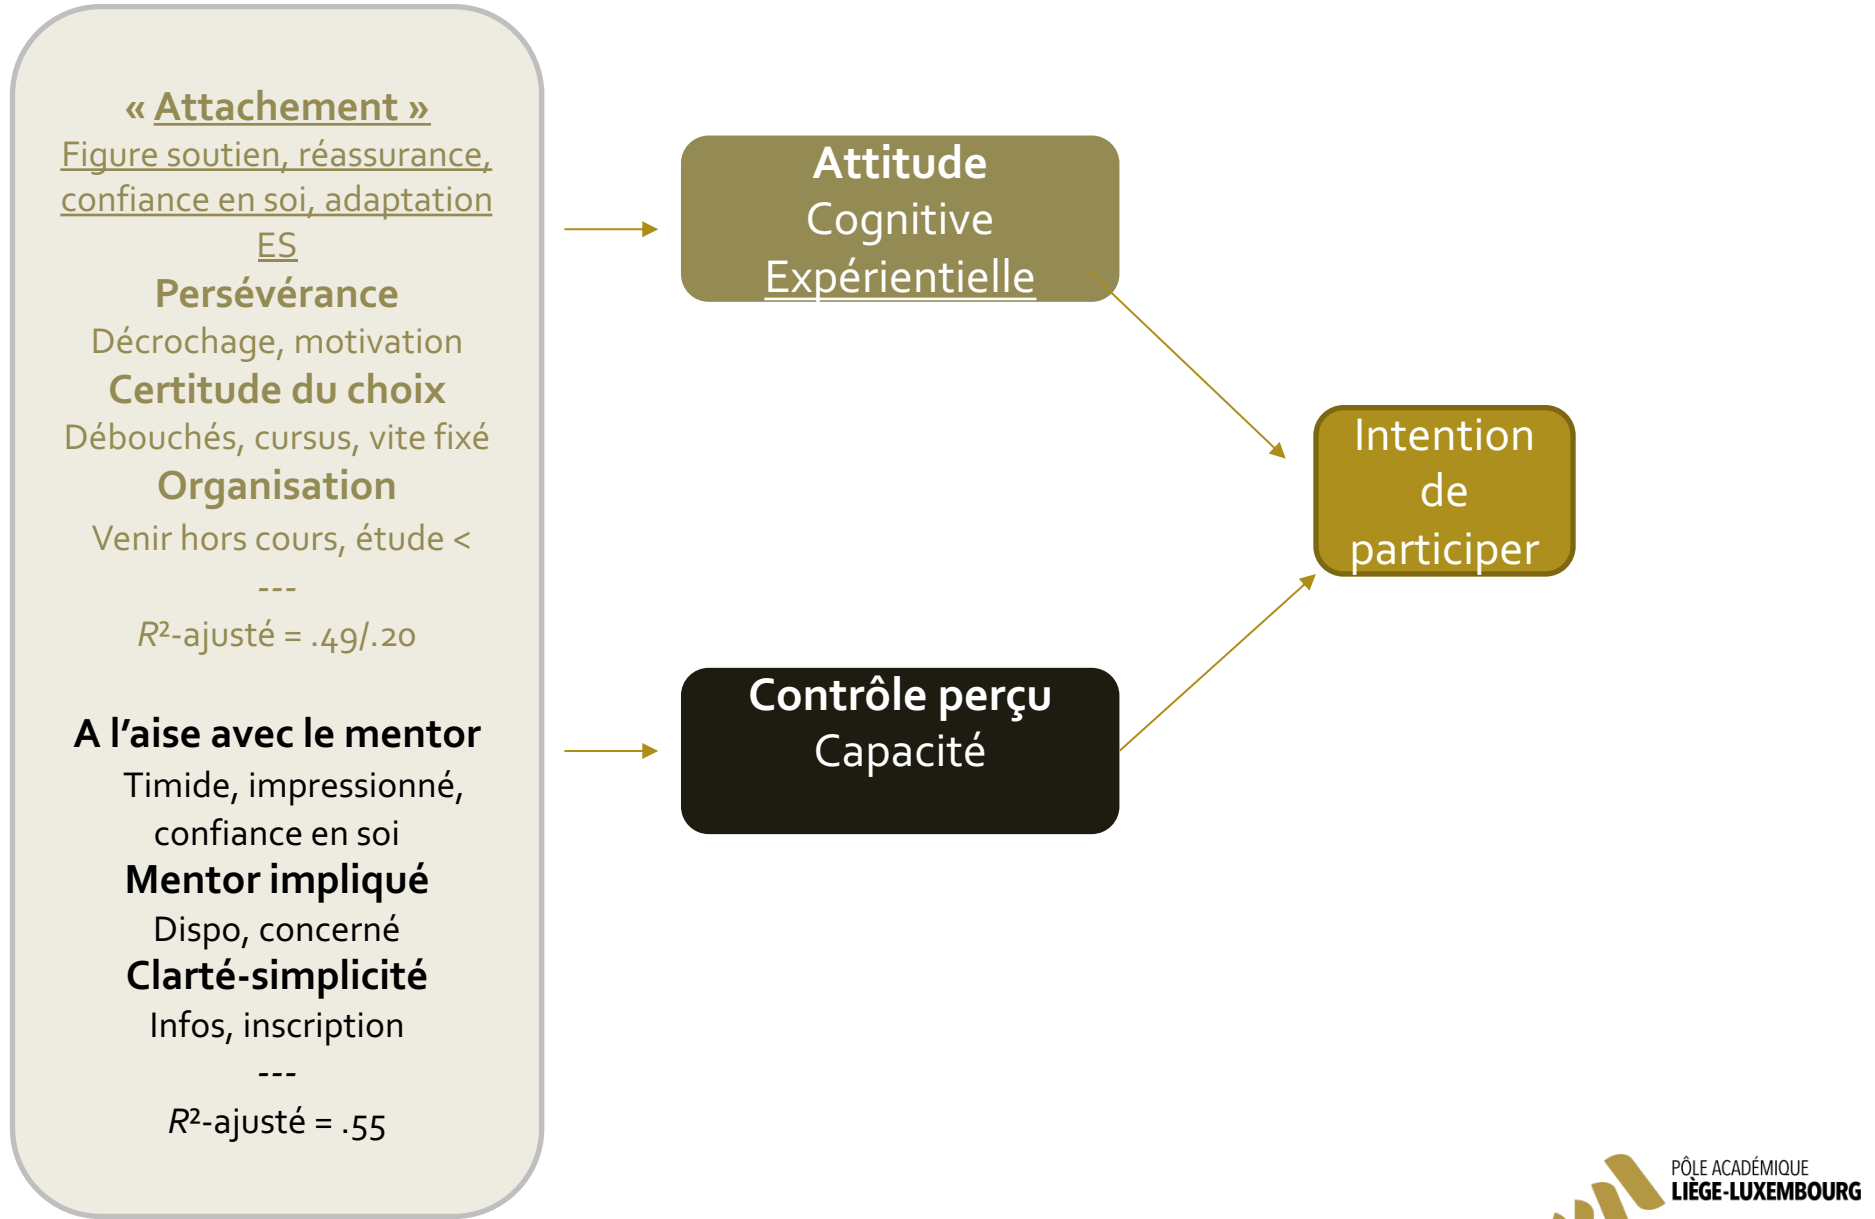 « Attachement »
Figure soutien, réassurance,
confiance en soi, adaptation
ES
Persévérance
Décrochage, motivation
Certitude du choix
Débouchés, cursus, vite fixé
Organisation
Venir hors cours, étude <
---
R²-ajusté = .49/.20
A l’aise avec le mentor
Timide, impressionné,
confiance en soi
Mentor impliqué
Dispo, concerné
Clarté-simplicité
Infos, inscription
---
R²-ajusté = .55
Attitude
Cognitive
Expérientielle
Contrôle perçu
Capacité
Intention
de
participer
PÔLE ACADÉMIQUE
LIÈGE-LUXEMBOURG